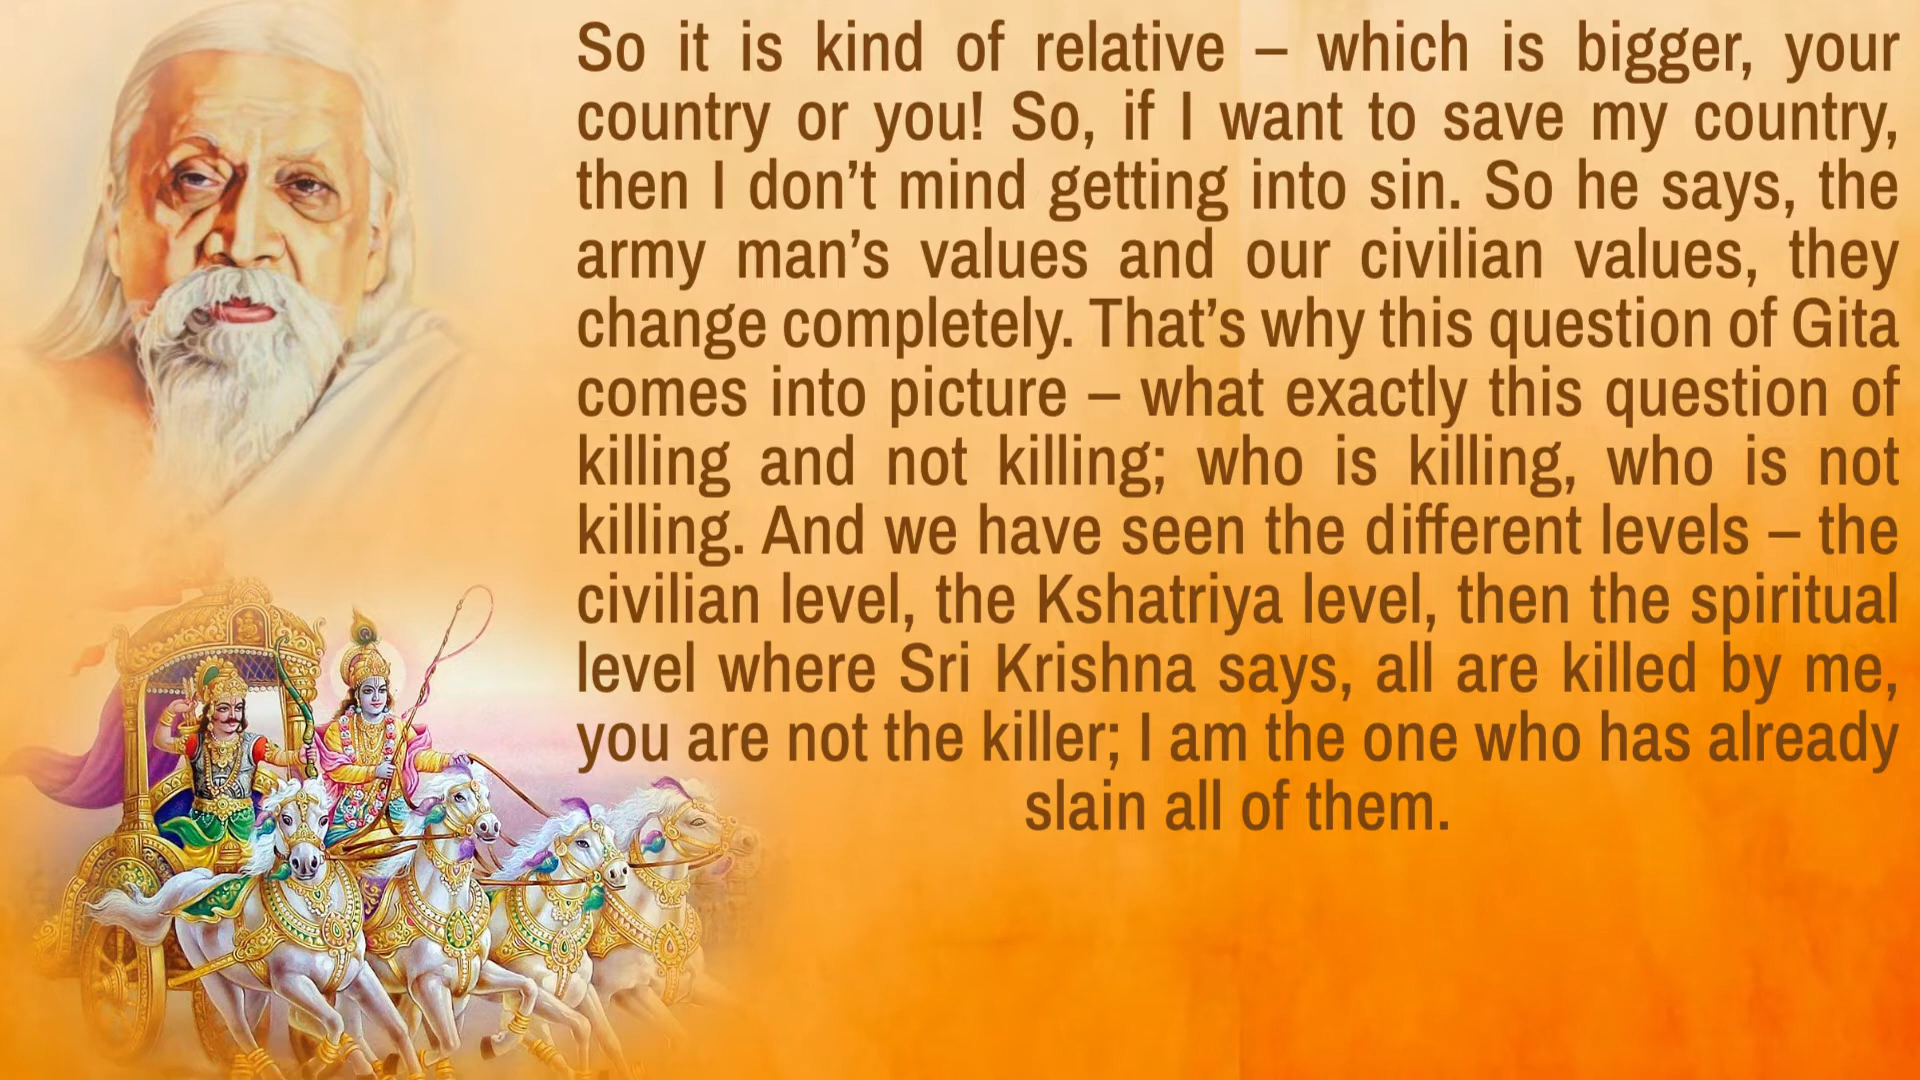 So it is kind of relative – which is bigger, your
country or you! So, if I want to save my country,
then I don’t mind getting into sin. So he says, the
army man’s values and our civilian values, they
change completely. That’s why this question of Gita
comes into picture – what exactly this question of
killing and not killing; who is killing, who is not
killing. And we have seen the different levels – the
civilian level, the Kshatriya level, then the spiritual
level where Sri Krishna says, all are killed by me,
you are not the killer; I am the one who has already
slain all of them.